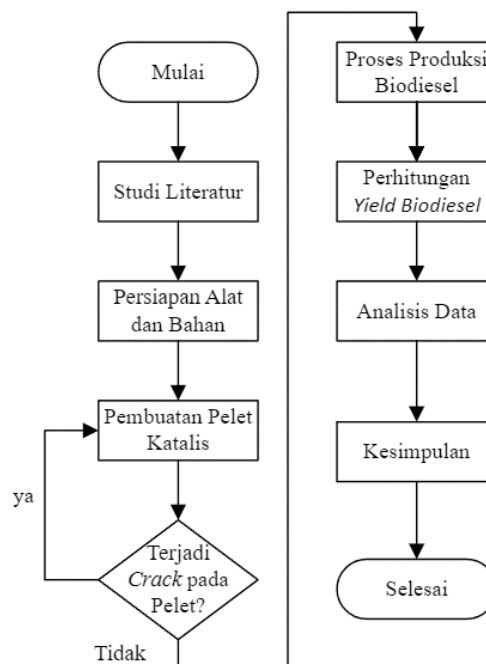 Mulai
Studi Literatur
Persiapan Alat
dan Bahan
Pembuatan Pelet
Katalis
ya
Terjadi
Crack pada
Pelet?
Tidak
Proses Produksi
Biodiesel
Perhitungan
Yield Biodiesel
Analisis Data
Kesimpulan
Selesai